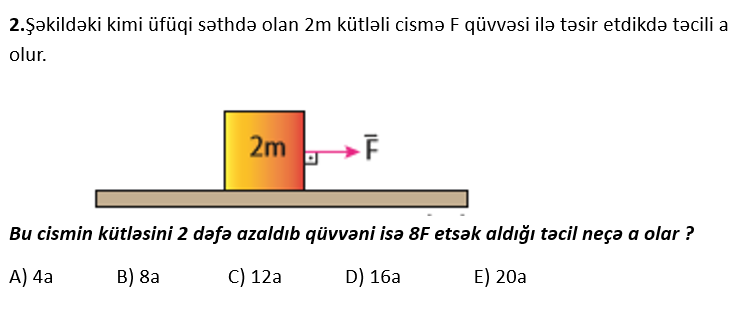 2.Şəkildəki kimi üfüqi səthdə olan 2m kütləli cismə F qüvvəsi ilə təsir etdikdə təcili a
olur.
2m
F̅
Bu cismin kütləsini 2 dəfə azaldıb qüvvəni isə 8F etsək aldığı təcil neçə a olar ?
A) 4a B) 8a C) 12a D) 16a E) 20a